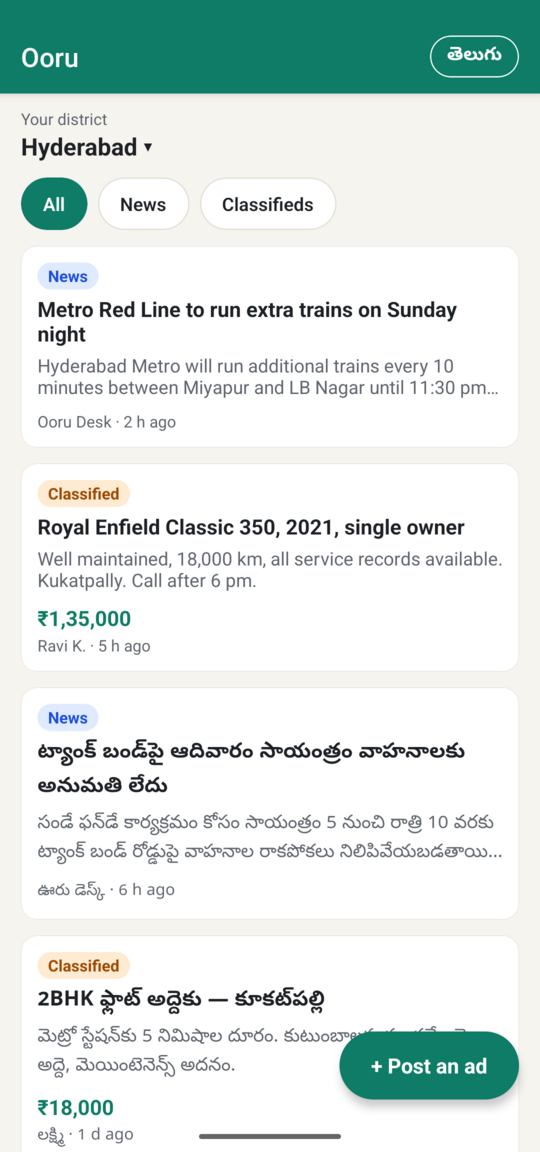 Ooru
తెలుగు
Your district
Hyderabad ▾
All
News
Classifieds
News
Metro Red Line to run extra trains on Sunday
night
Hyderabad Metro will run additional trains every 10
minutes between Miyapur and LB Nagar until 11:30 pm...
Ooru Desk · 2 h ago
Classified
Royal Enfield Classic 350, 2021, single owner
Well maintained, 18,000 km, all service records available.
Kukatpally. Call after 6 pm.
₹1,35,000
Ravi K. · 5 h ago
News
ట్యాంక్ బండ్‌పై ఆదివారం సాయంత్రం వాహనాలకు
అనుమతి లేదు
సండే ఫన్‌డే కార్యక్రమం కోసం సాయంత్రం 5 నుంచి రాత్రి 10 వరకు
ట్యాంక్ బండ్ రోడ్డుపై వాహనాల రాకపోకలు నిలిపివేయబడతాయి...
ఊరు డెస్క్ · 6 h ago
Classified
2BHK ఫ్లాట్ అద్దెకు — కూకట్‌పల్లి
మెట్రో స్టేషన్‌కు 5 నిమిషాల దూరం.
అద్దె, మెయింటెనెన్స్ అదనం.
+ Post an ad
₹18,000
లక్ష్మి · 1 d ago